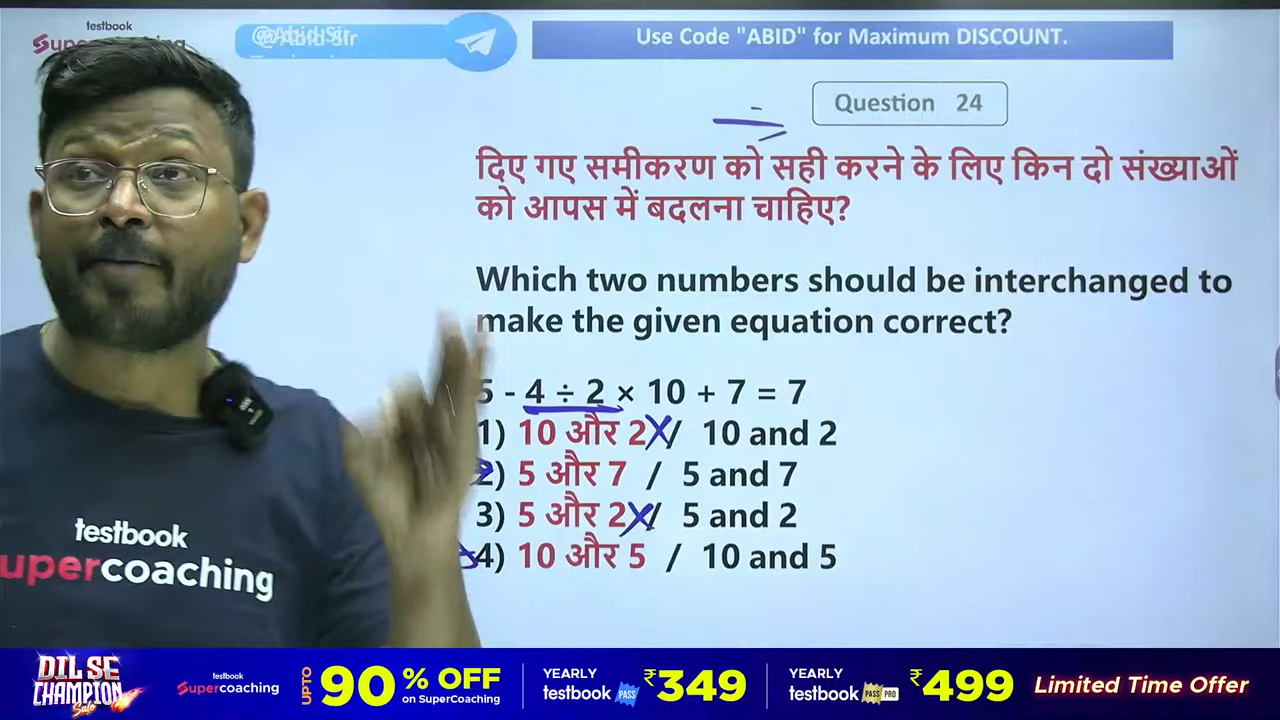 testbook
Supercoaching
@Abid Sir
Use Code "ABID" for Maximum DISCOUNT.
Question 24
दिए गए समीकरण को सही करने के लिए किन दो संख्याओं
को आपस में बदलना चाहिए?
Which two numbers should be interchanged to
make the given equation correct?
5 - 4 ÷ 2 × 10 + 7 = 7
1) 10 और 2 / 10 and 2
2) 5 और 7 / 5 and 7
3) 5 और 2 / 5 and 2
4) 10 और 5 / 10 and 5
testbook
upercoaching
DIL SE
CHAMPION
Sale
testbook
Supercoaching
UPTO 90% OFF
on SuperCoaching
YEARLY
testbook PASS
₹349
YEARLY
testbook PASS PRO
₹499
Limited Time Offer